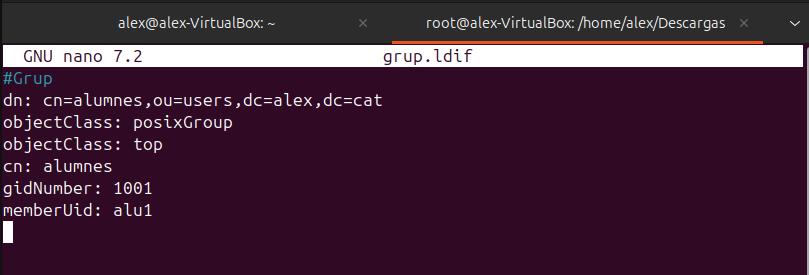 alex@alex-VirtualBox: ~ ×
root@alex-VirtualBox: /home/alex/Descargas ×
GNU nano 7.2 grup.ldif
#Grup
dn: cn=alumnes,ou=users,dc=alex,dc=cat
objectClass: posixGroup
objectClass: top
cn: alumnes
gidNumber: 1001
memberUid: alu1